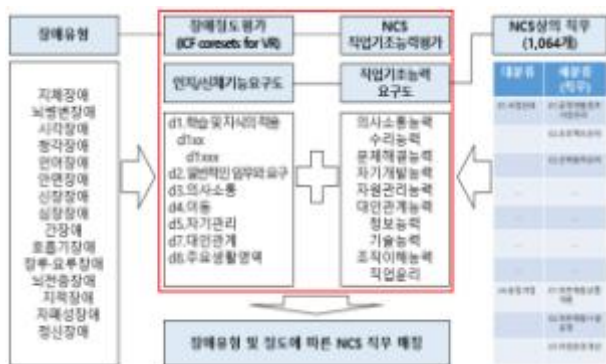 장애유형
지체장애
뇌병변장애
시각장애
청각장애
언어장애
안면장애
신장장애
심장장애
간장애
호흡기장애
장루·요루장애
뇌전증장애
지적장애
자폐성장애
정신장애
장애정도평가
(ICF coresets for VR)
인지/신체기능요구도
d1. 학습 및 지식의 적용
d1xx
d1xxx
d2. 일반적인 임무와 요구
d3. 의사소통
d4. 이동
d5. 자기관리
d7. 대인관계
d8. 주요생활영역
NCS
직업기초능력평가
직업기초능력
요구도
의사소통능력
수리능력
문제해결능력
자기개발능력
자원관리능력
대인관계능력
정보능력
기술능력
조직이해능력
직업윤리
NCS상의 직무
(1,064개)
대분류
세분류
(직무)
장애유형 및 정도에 따른 NCS 직무 매칭